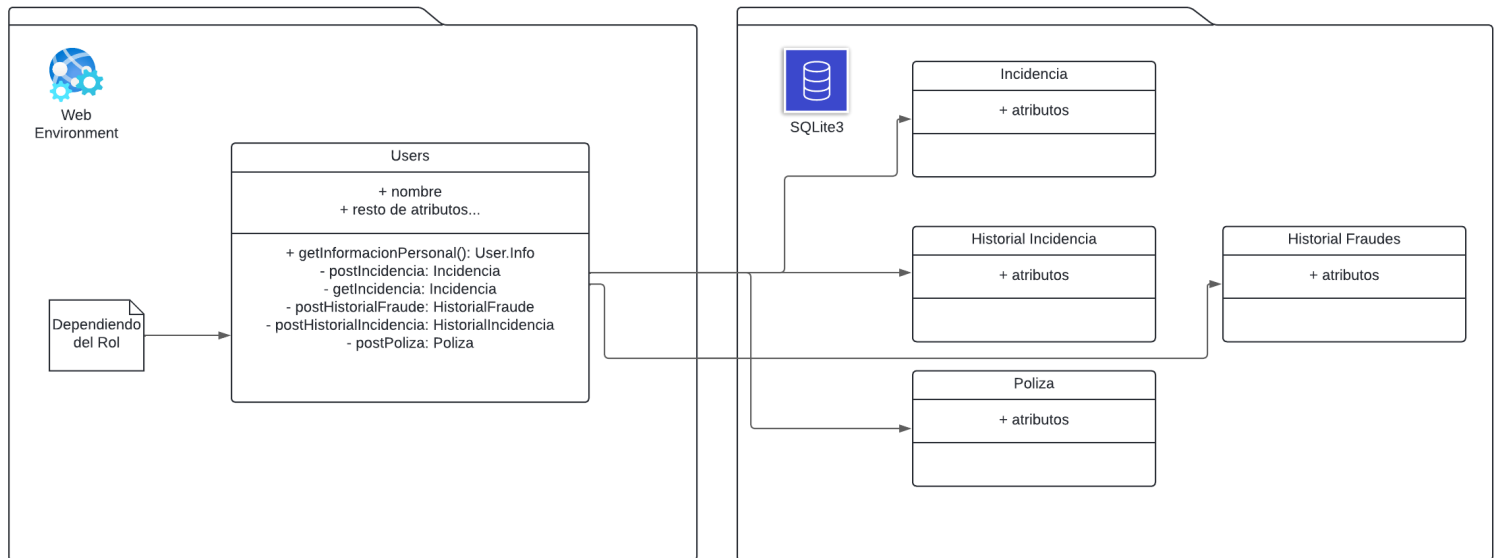 Web
Environment
Users
+ nombre
+ resto de atributos...
+ getInformacionPersonal(): User.Info
- postIncidencia: Incidencia
- getIncidencia: Incidencia
- postHistorialFraude: HistorialFraude
- postHistorialIncidencia: HistorialIncidencia
- postPoliza: Poliza
Dependiendo
del Rol
SQLite3
Incidencia
+ atributos
Historial Incidencia
+ atributos
Historial Fraudes
+ atributos
Poliza
+ atributos